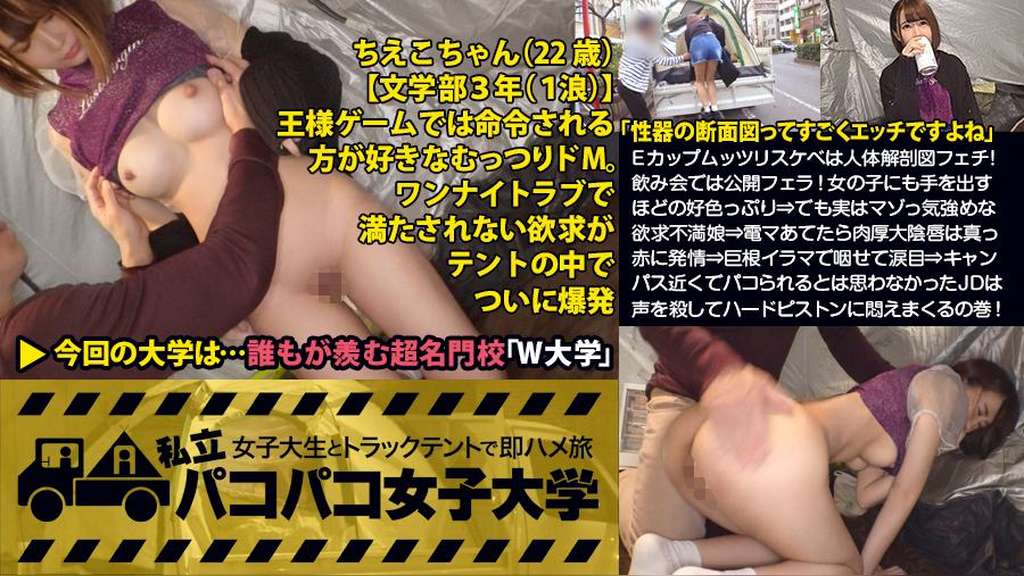 ちえこちゃん(22歳)
【文学部3年(1浪)】
王様ゲームでは命令される
方が好きなむっつりドM。
ワンナイトラブで
満たされない欲求が
テントの中で
ついに爆発
▶今回の大学は…誰もが羨む超名門校「W大学」
「性器の断面図ってすごくエッチですよね」
Eカップムッツリスケベは人体解剖図フェチ!
飲み会では公開フェラ!女の子にも手を出す
ほどの好色っぷり⇒でも実はマゾっ気強めな
欲求不満娘⇒電マあてたら肉厚大陰唇は真っ
赤に発情⇒巨根イラマで咽せて涙目⇒キャン
パス近くてパコられるとは思わなかったJDは
声を殺してハードピストンに悶えまくるの巻!
私立 女子大生とトラックテントで即ハメ旅
パコパコ女子大学